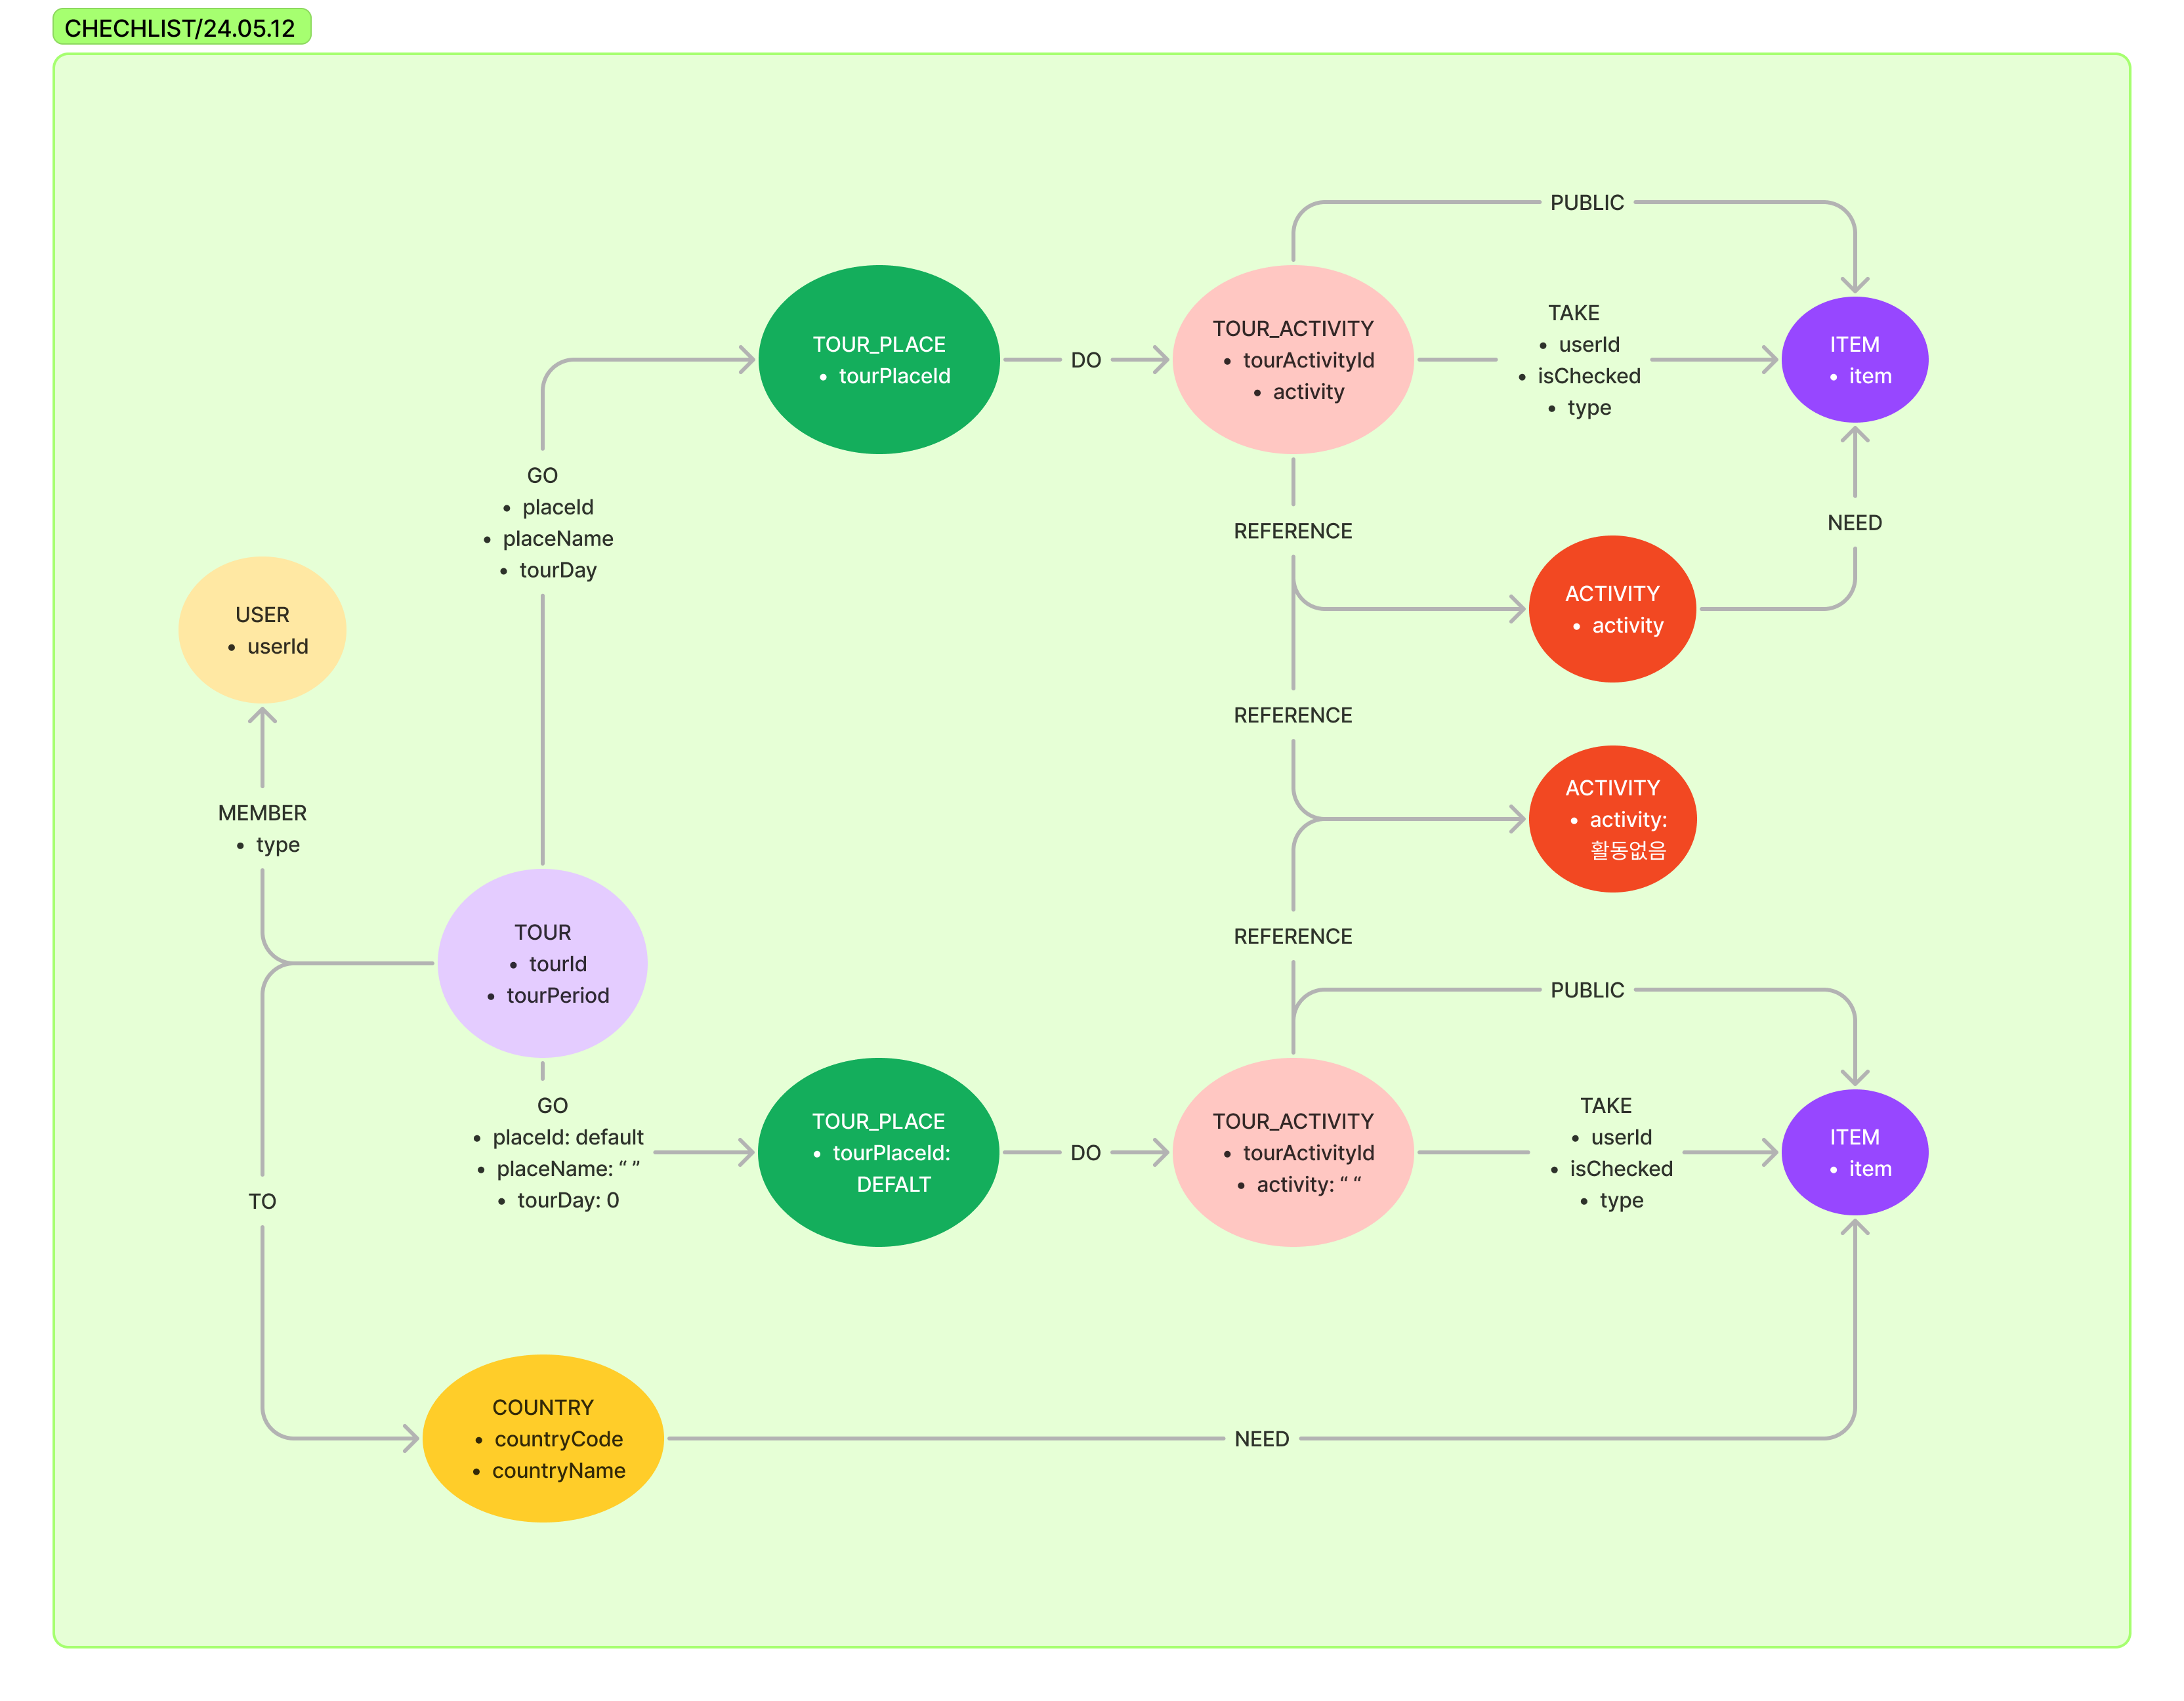 CHECHLIST/24.05.12
PUBLIC
TOUR_PLACE
• tourPlaceId
DO
TOUR_ACTIVITY
• tourActivityId
• activity
TAKE
• userId
• isChecked
• type
ITEM
• item
GO
• placeId
• placeName
• tourDay
REFERENCE
NEED
ACTIVITY
• activity
USER
• userId
REFERENCE
ACTIVITY
• activity:
활동없음
MEMBER
• type
TOUR
• tourId
• tourPeriod
REFERENCE
PUBLIC
GO
• placeId: default
• placeName: “ ”
• tourDay: 0
TOUR_PLACE
• tourPlaceId:
DEFALT
DO
TOUR_ACTIVITY
• tourActivityId
• activity: “ “
TAKE
• userId
• isChecked
• type
ITEM
• item
TO
COUNTRY
• countryCode
• countryName
NEED